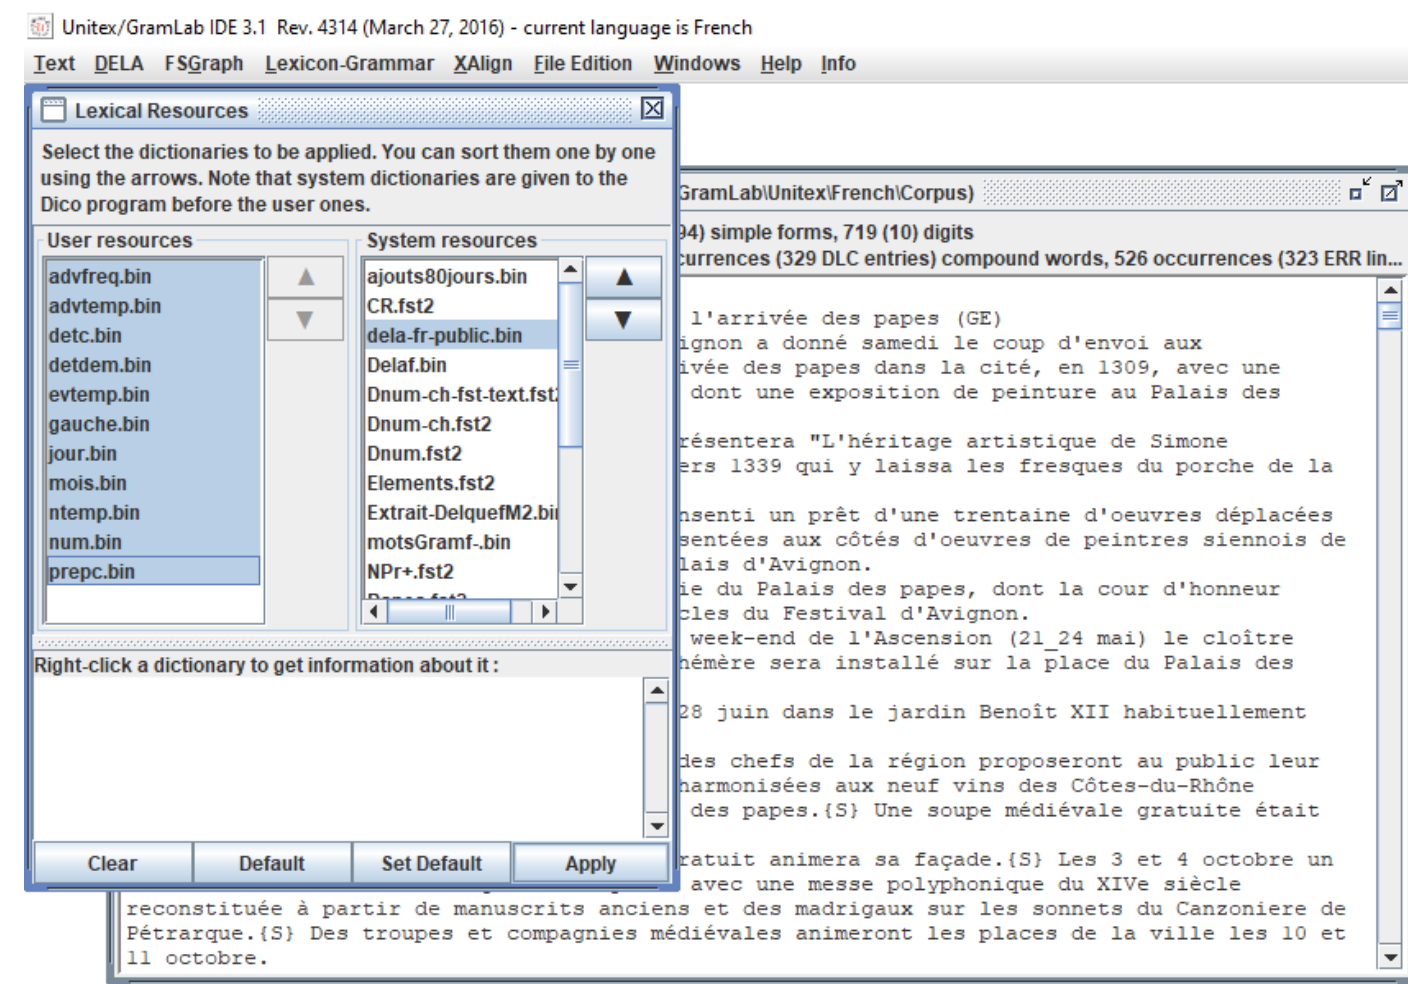 Unitex/GramLab IDE 3.1 Rev. 4314 (March 27, 2016) - current language is French
Text DELA FSGraph Lexicon-Grammar XAlign File Edition Windows Help Info
Lexical Resources
Select the dictionaries to be applied. You can sort them one by one
using the arrows. Note that system dictionaries are given to the
Dico program before the user ones.
User resources
advfreq.bin
advtemp.bin
detc.bin
detdem.bin
evtemp.bin
gauche.bin
jour.bin
mois.bin
ntemp.bin
num.bin
prepc.bin
System resources
ajouts80jours.bin
CR.fst2
dela-fr-public.bin
Delaf.bin
Dnum-ch-fst-text.fst2
Dnum-ch.fst2
Dnum.fst2
Elements.fst2
Extrait-DelquefM2.bin
motsGramf-.bin
NPr+.fst2
Right-click a dictionary to get information about it :
Clear Default Set Default Apply
GramLab\Unitex\French\Corpus)
94) simple forms, 719 (10) digits
currences (329 DLC entries) compound words, 526 occurrences (323 ERR lin...
l'arrivée des papes (GE)
ignon a donné samedi le coup d'envoi aux
ivée des papes dans la cité, en 1309, avec une
dont une exposition de peinture au Palais des
résentera "L'héritage artistique de Simone
ers 1339 qui y laissa les fresques du porche de la
nsenti un prêt d'une trentaine d'oeuvres déplacées
sentées aux côtés d'oeuvres de peintres siennois de
lais d'Avignon.
ie du Palais des papes, dont la cour d'honneur
cles du Festival d'Avignon.
week-end de l'Ascension (21_24 mai) le cloître
hémère sera installé sur la place du Palais des
28 juin dans le jardin Benoît XII habituellement
des chefs de la région proposeront au public leur
harmonisées aux neuf vins des Côtes-du-Rhône
des papes.{S} Une soupe médiévale gratuite était
ratuit animera sa façade.{S} Les 3 et 4 octobre un
avec une messe polyphonique du XIVe siècle
reconstituée à partir de manuscrits anciens et des madrigaux sur les sonnets du Canzoniere de
Pétrarque.{S} Des troupes et compagnies médiévales animeront les places de la ville les 10 et
11 octobre.